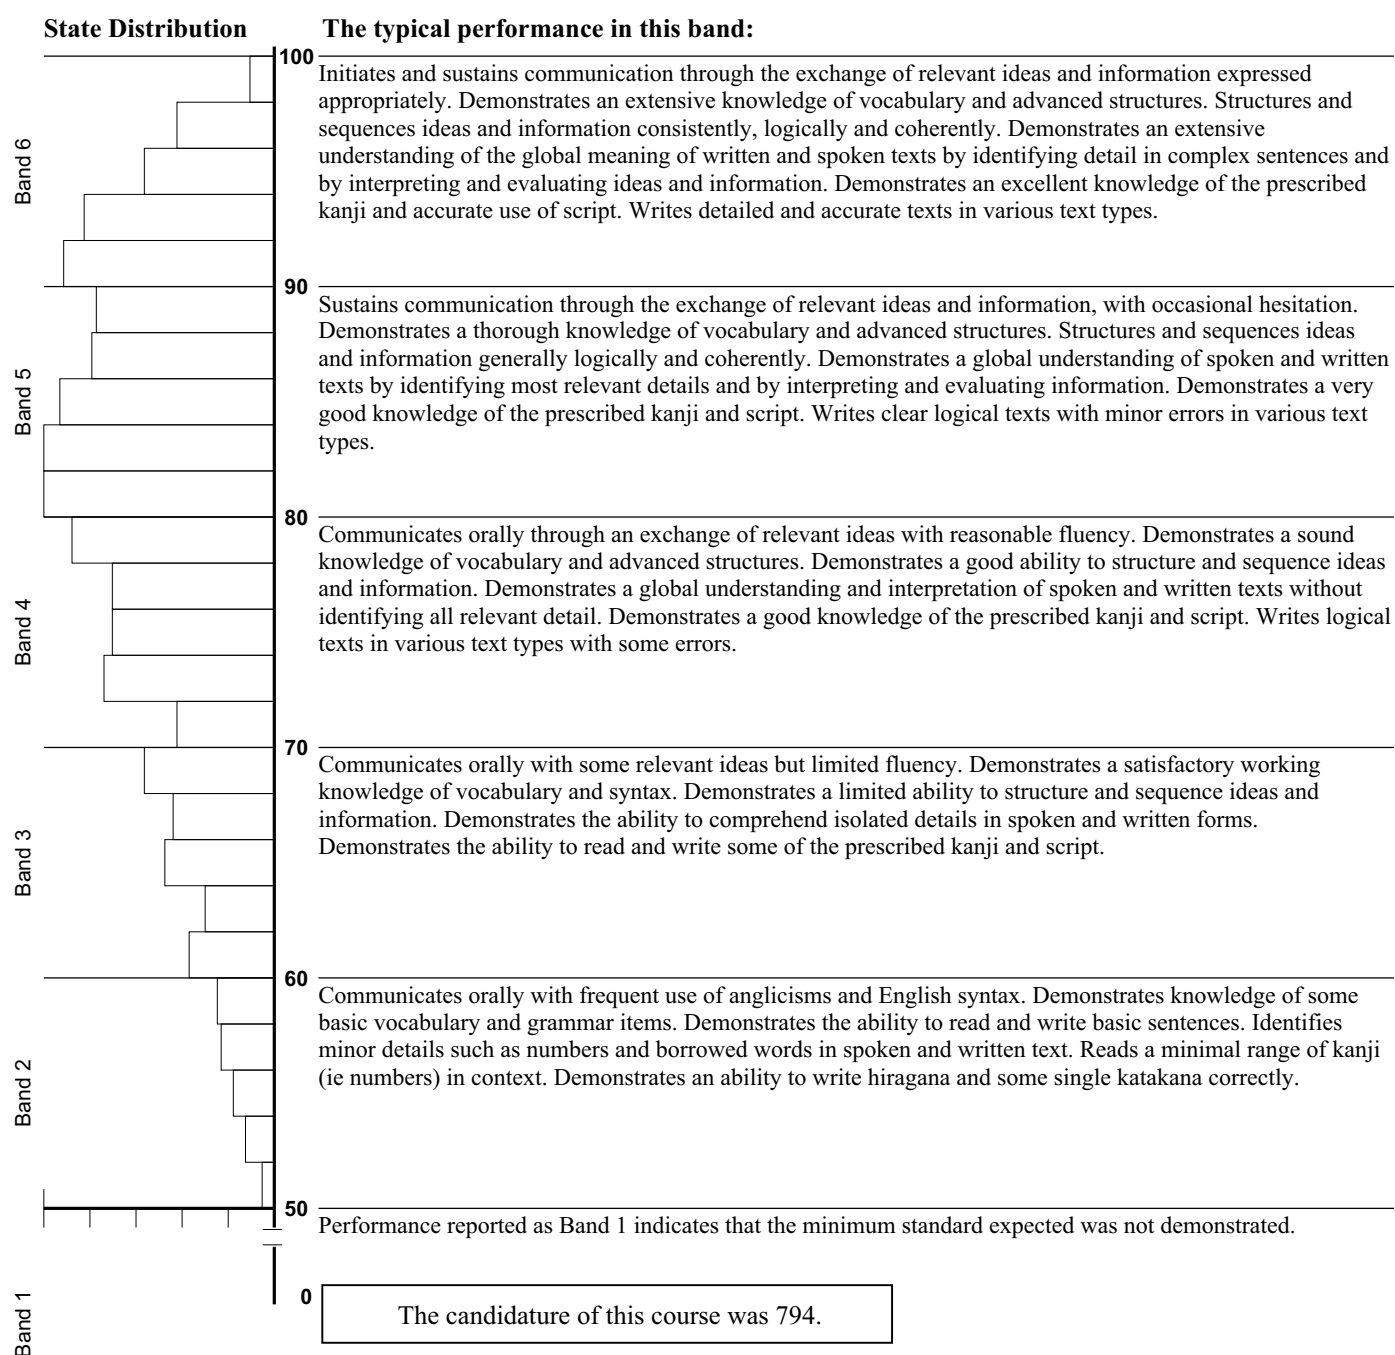 State Distribution
The typical performance in this band:
100
Initiates and sustains communication through the exchange of relevant ideas and information expressed
appropriately. Demonstrates an extensive knowledge of vocabulary and advanced structures. Structures and
sequences ideas and information consistently, logically and coherently. Demonstrates an extensive
understanding of the global meaning of written and spoken texts by identifying detail in complex sentences and
by interpreting and evaluating ideas and information. Demonstrates an excellent knowledge of the prescribed
kanji and accurate use of script. Writes detailed and accurate texts in various text types.
Band 6
90
Sustains communication through the exchange of relevant ideas and information, with occasional hesitation.
Demonstrates a thorough knowledge of vocabulary and advanced structures. Structures and sequences ideas
and information generally logically and coherently. Demonstrates a global understanding of spoken and written
texts by identifying most relevant details and by interpreting and evaluating information. Demonstrates a very
good knowledge of the prescribed kanji and script. Writes clear logical texts with minor errors in various text
types.
Band 5
80
Communicates orally through an exchange of relevant ideas with reasonable fluency. Demonstrates a sound
knowledge of vocabulary and advanced structures. Demonstrates a good ability to structure and sequence ideas
and information. Demonstrates a global understanding and interpretation of spoken and written texts without
identifying all relevant detail. Demonstrates a good knowledge of the prescribed kanji and script. Writes logical
texts in various text types with some errors.
Band 4
70
Communicates orally with some relevant ideas but limited fluency. Demonstrates a satisfactory working
knowledge of vocabulary and syntax. Demonstrates a limited ability to structure and sequence ideas and
information. Demonstrates the ability to comprehend isolated details in spoken and written forms.
Demonstrates the ability to read and write some of the prescribed kanji and script.
Band 3
60
Communicates orally with frequent use of anglicisms and English syntax. Demonstrates knowledge of some
basic vocabulary and grammar items. Demonstrates the ability to read and write basic sentences. Identifies
minor details such as numbers and borrowed words in spoken and written text. Reads a minimal range of kanji
(ie numbers) in context. Demonstrates an ability to write hiragana and some single katakana correctly.
Band 2
50
Performance reported as Band 1 indicates that the minimum standard expected was not demonstrated.
0
Band 1
The candidature of this course was 794.